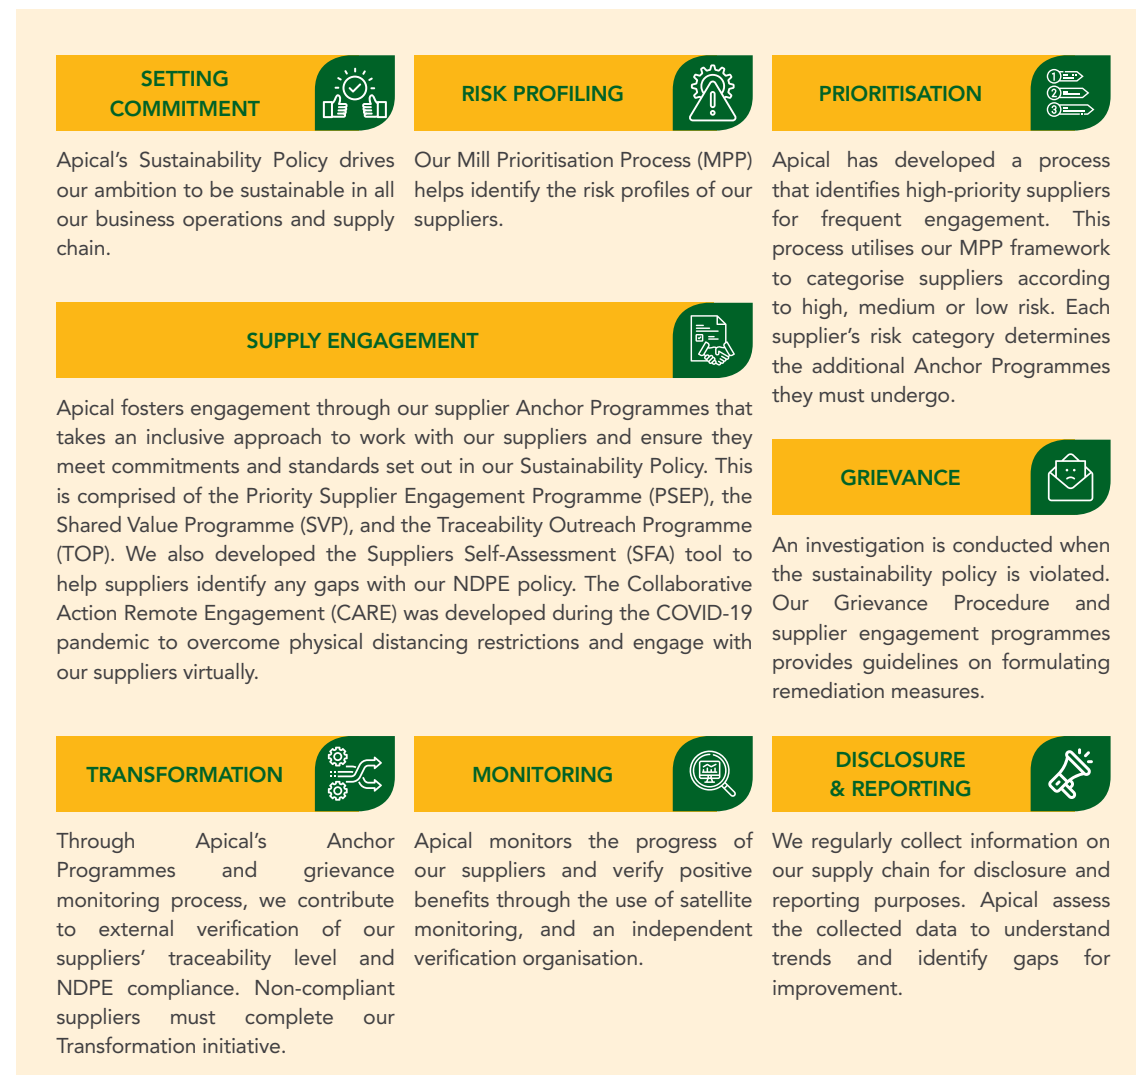 SETTING
COMMITMENT
Apical's Sustainability Policy drives
our ambition to be sustainable in all
our business operations and supply
chain.
RISK PROFILING
Our Mill Prioritisation Process (MPP)
helps identify the risk profiles of our
suppliers.
PRIORITISATION
1
2
3
Apical has developed a process
that identifies high-priority suppliers
for frequent engagement. This
process utilises our MPP framework
to categorise suppliers according
to high, medium or low risk. Each
supplier's risk category determines
the additional Anchor Programmes
they must undergo.
SUPPLY ENGAGEMENT
Apical fosters engagement through our supplier Anchor Programmes that
takes an inclusive approach to work with our suppliers and ensure they
meet commitments and standards set out in our Sustainability Policy. This
is comprised of the Priority Supplier Engagement Programme (PSEP), the
Shared Value Programme (SVP), and the Traceability Outreach Programme
(TOP). We also developed the Suppliers Self-Assessment (SFA) tool to
help suppliers identify any gaps with our NDPE policy. The Collaborative
Action Remote Engagement (CARE) was developed during the COVID-19
pandemic to overcome physical distancing restrictions and engage with
our suppliers virtually.
GRIEVANCE
An investigation is conducted when
the sustainability policy is violated.
Our Grievance Procedure and
supplier engagement programmes
provides guidelines on formulating
remediation measures.
TRANSFORMATION
Through Apical's Anchor
Programmes and grievance
monitoring process, we contribute
to external verification of our
suppliers' traceability level and
NDPE compliance. Non-compliant
suppliers must complete our
Transformation initiative.
MONITORING
Apical monitors the progress of
our suppliers and verify positive
benefits through the use of satellite
monitoring, and an independent
verification organisation.
DISCLOSURE
& REPORTING
We regularly collect information on
our supply chain for disclosure and
reporting purposes. Apical assess
the collected data to understand
trends and identify gaps for
improvement.